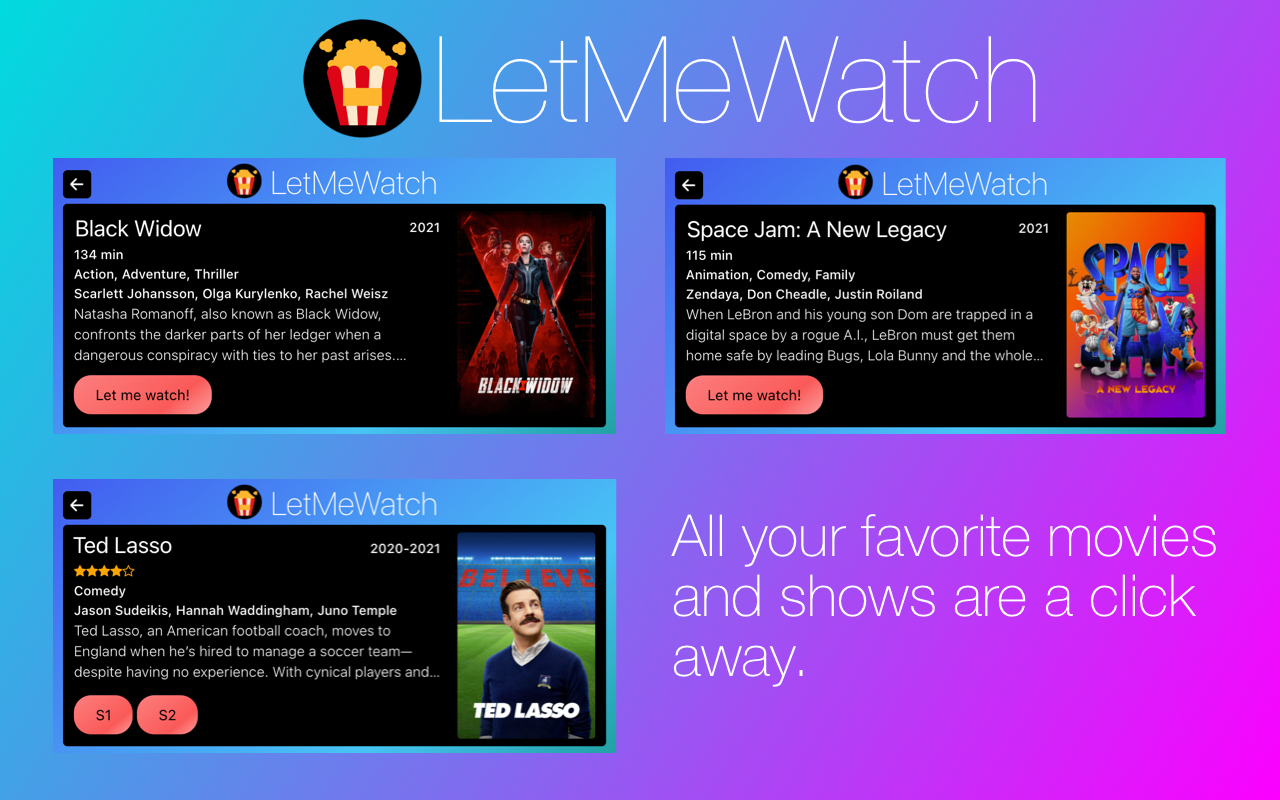 LetMeWatch
LetMeWatch
Black Widow
2021
134 min
Action, Adventure, Thriller
Scarlett Johansson, Olga Kurylenko, Rachel Weisz
Natasha Romanoff, also known as Black Widow,
confronts the darker parts of her ledger when a
dangerous conspiracy with ties to her past arises....
Let me watch!
BLACK WIDOW
LetMeWatch
Space Jam: A New Legacy
2021
115 min
Animation, Comedy, Family
Zendaya, Don Cheadle, Justin Roiland
When LeBron and his young son Dom are trapped in a
digital space by a rogue A.I., LeBron must get them
home safe by leading Bugs, Lola Bunny and the whole...
Let me watch!
SPACE
JAM
A NEW LEGACY
LetMeWatch
Ted Lasso
2020-2021
Comedy
Jason Sudeikis, Hannah Waddingham, Juno Temple
Ted Lasso, an American football coach, moves to
England when he’s hired to manage a soccer team—
despite having no experience. With cynical players and...
S1
S2
BELIEVE
TED LASSO
All your favorite movies
and shows are a click
away.